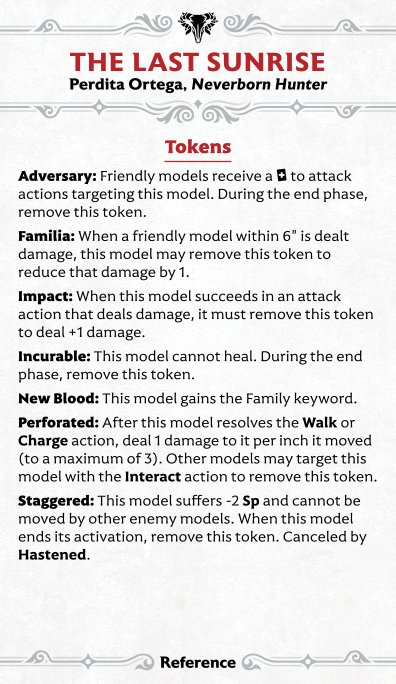 THE LAST SUNRISE
Perdita Ortega, Neverborn Hunter
Tokens
Adversary: Friendly models receive a + to attack
actions targeting this model. During the end phase,
remove this token.
Familia: When a friendly model within 6" is dealt
damage, this model may remove this token to
reduce that damage by 1.
Impact: When this model succeeds in an attack
action that deals damage, it must remove this token
to deal +1 damage.
Incurable: This model cannot heal. During the end
phase, remove this token.
New Blood: This model gains the Family keyword.
Perforated: After this model resolves the Walk or
Charge action, deal 1 damage to it per inch it moved
(to a maximum of 3). Other models may target this
model with the Interact action to remove this token.
Staggered: This model suffers -2 Sp and cannot be
moved by other enemy models. When this model
ends its activation, remove this token. Canceled by
Hastened.
Reference